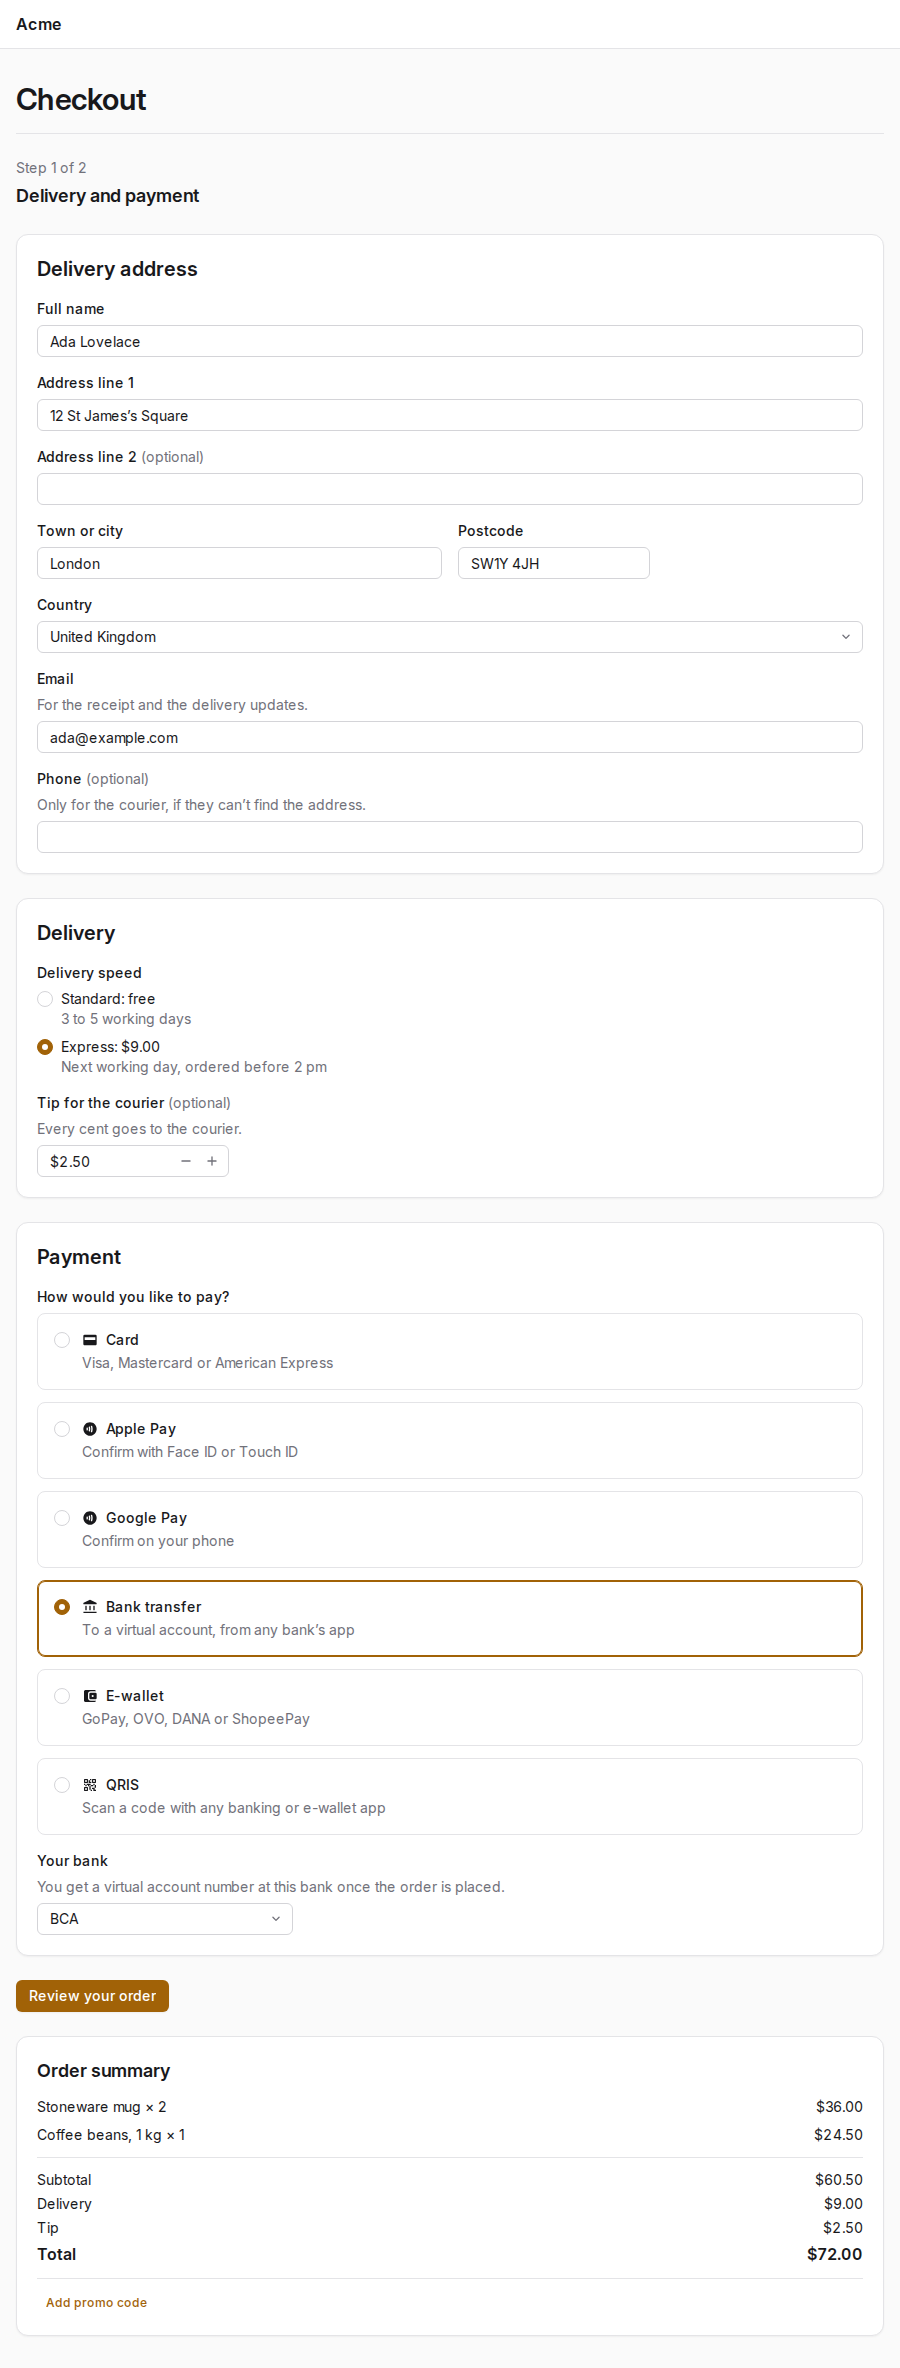 Acme
Checkout
Step 1 of 2
Delivery and payment
Delivery address
Full name
Ada Lovelace
Address line 1
12 St James’s Square
Address line 2 (optional)
Town or city
Postcode
London
SW1Y 4JH
Country
United Kingdom
Email
For the receipt and the delivery updates.
ada@example.com
Phone (optional)
Only for the courier, if they can’t find the address.
Delivery
Delivery speed
Standard: free
3 to 5 working days
Express: $9.00
Next working day, ordered before 2 pm
Tip for the courier (optional)
Every cent goes to the courier.
$2.50
Payment
How would you like to pay?
Card
Visa, Mastercard or American Express
Apple Pay
Confirm with Face ID or Touch ID
Google Pay
Confirm on your phone
Bank transfer
To a virtual account, from any bank’s app
E-wallet
GoPay, OVO, DANA or ShopeePay
QRIS
Scan a code with any banking or e-wallet app
Your bank
You get a virtual account number at this bank once the order is placed.
BCA
Review your order
Order summary
Stoneware mug × 2 $36.00
Coffee beans, 1 kg × 1 $24.50
Subtotal $60.50
Delivery $9.00
Tip $2.50
Total $72.00
Add promo code